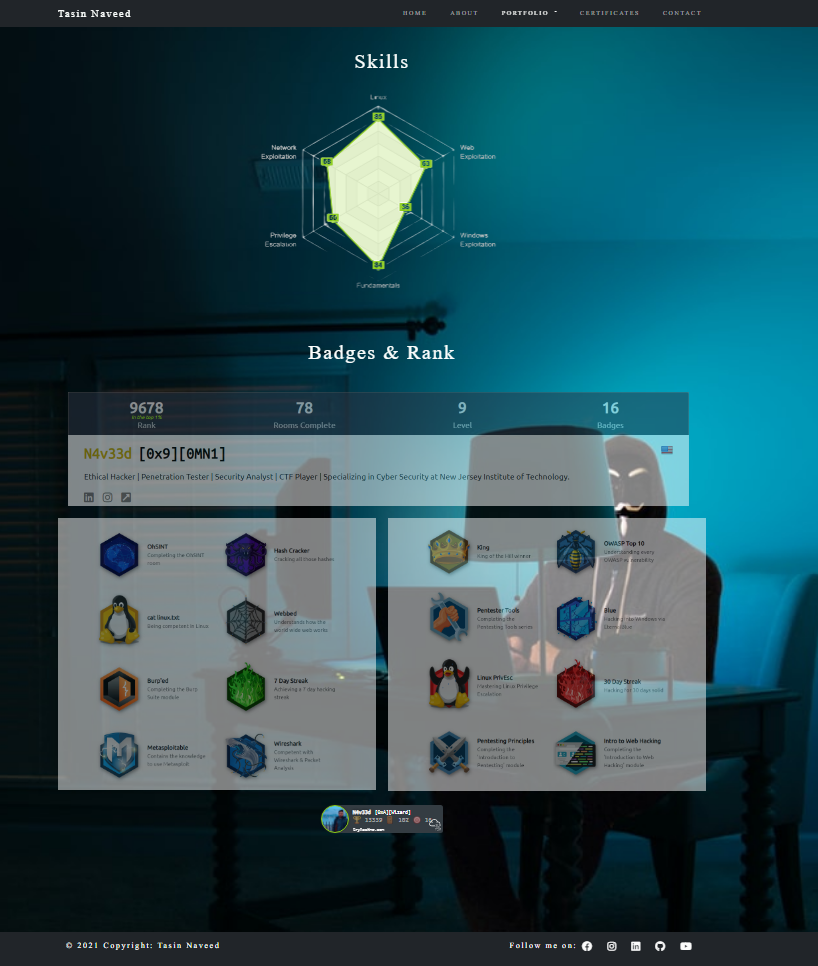 Tasin Naveed
HOME
ABOUT
PORTFOLIO
CERTIFICATES
CONTACT
Skills
Linux
85
Network
Exploitation
Web
Exploitation
68
63
36
60
Privilege
Escalation
Windows
Exploitation
84
Fundamentals
Badges & Rank
9678
in the top 1%
Rank
78
Rooms Complete
9
Level
16
Badges
N4v33d [0x9][0MN1]
Ethical Hacker | Penetration Tester | Security Analyst | CTF Player | Specializing in Cyber Security at New Jersey Institute of Technology.
OhSINT
Completing the OhSINT
room
Hash Cracker
Cracking all those hashes
cat linux.txt
Being competent in Linux
Webbed
Understands how the
world wide web works
Burp'ed
Completing the Burp
Suite module
7 Day Streak
Achieving a 7 day hacking
streak
Metasploitable
Contains the knowledge
to use Metasploit
Wireshark
Competent with
Wireshark & Packet
Analysis
King
King of the Hill winner
OWASP Top 10
Understanding every
OWASP vulnerability
Pentester Tools
Completing the
Pentesting Tools series
Blue
Hacking into Windows via
EternalBlue
Linux PrivEsc
Mastering Linux Privilege
Escalation
30 Day Streak
Hacking for 30 days solid
Pentesting Principles
Completing the
'Introduction to
Pentesting' module
Intro to Web Hacking
Completing the
'Introduction to Web
Hacking' module
N4v33d [0xA][Wizard]
13339
182
16
tryhackme.com
© 2021 Copyright: Tasin Naveed
Follow me on: